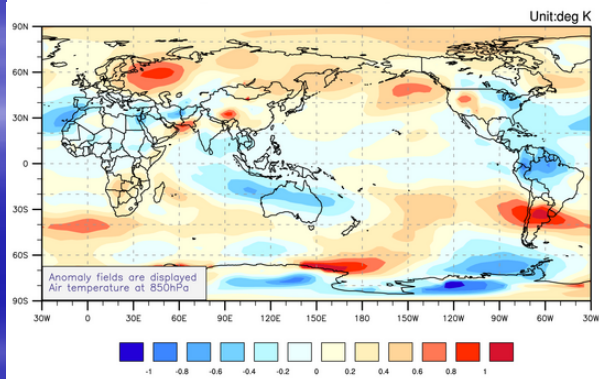 Unit:deg K
90N
60N
30N
0
30S
60S
90S
Anomaly fields are displayed
Air temperature at 850hPa
30W 0 30E 60E 90E 120E 150E 180E 150W 120W 90W 60W 30W
-1 -0.8 -0.6 -0.4 -0.2 0 0.2 0.4 0.6 0.8 1